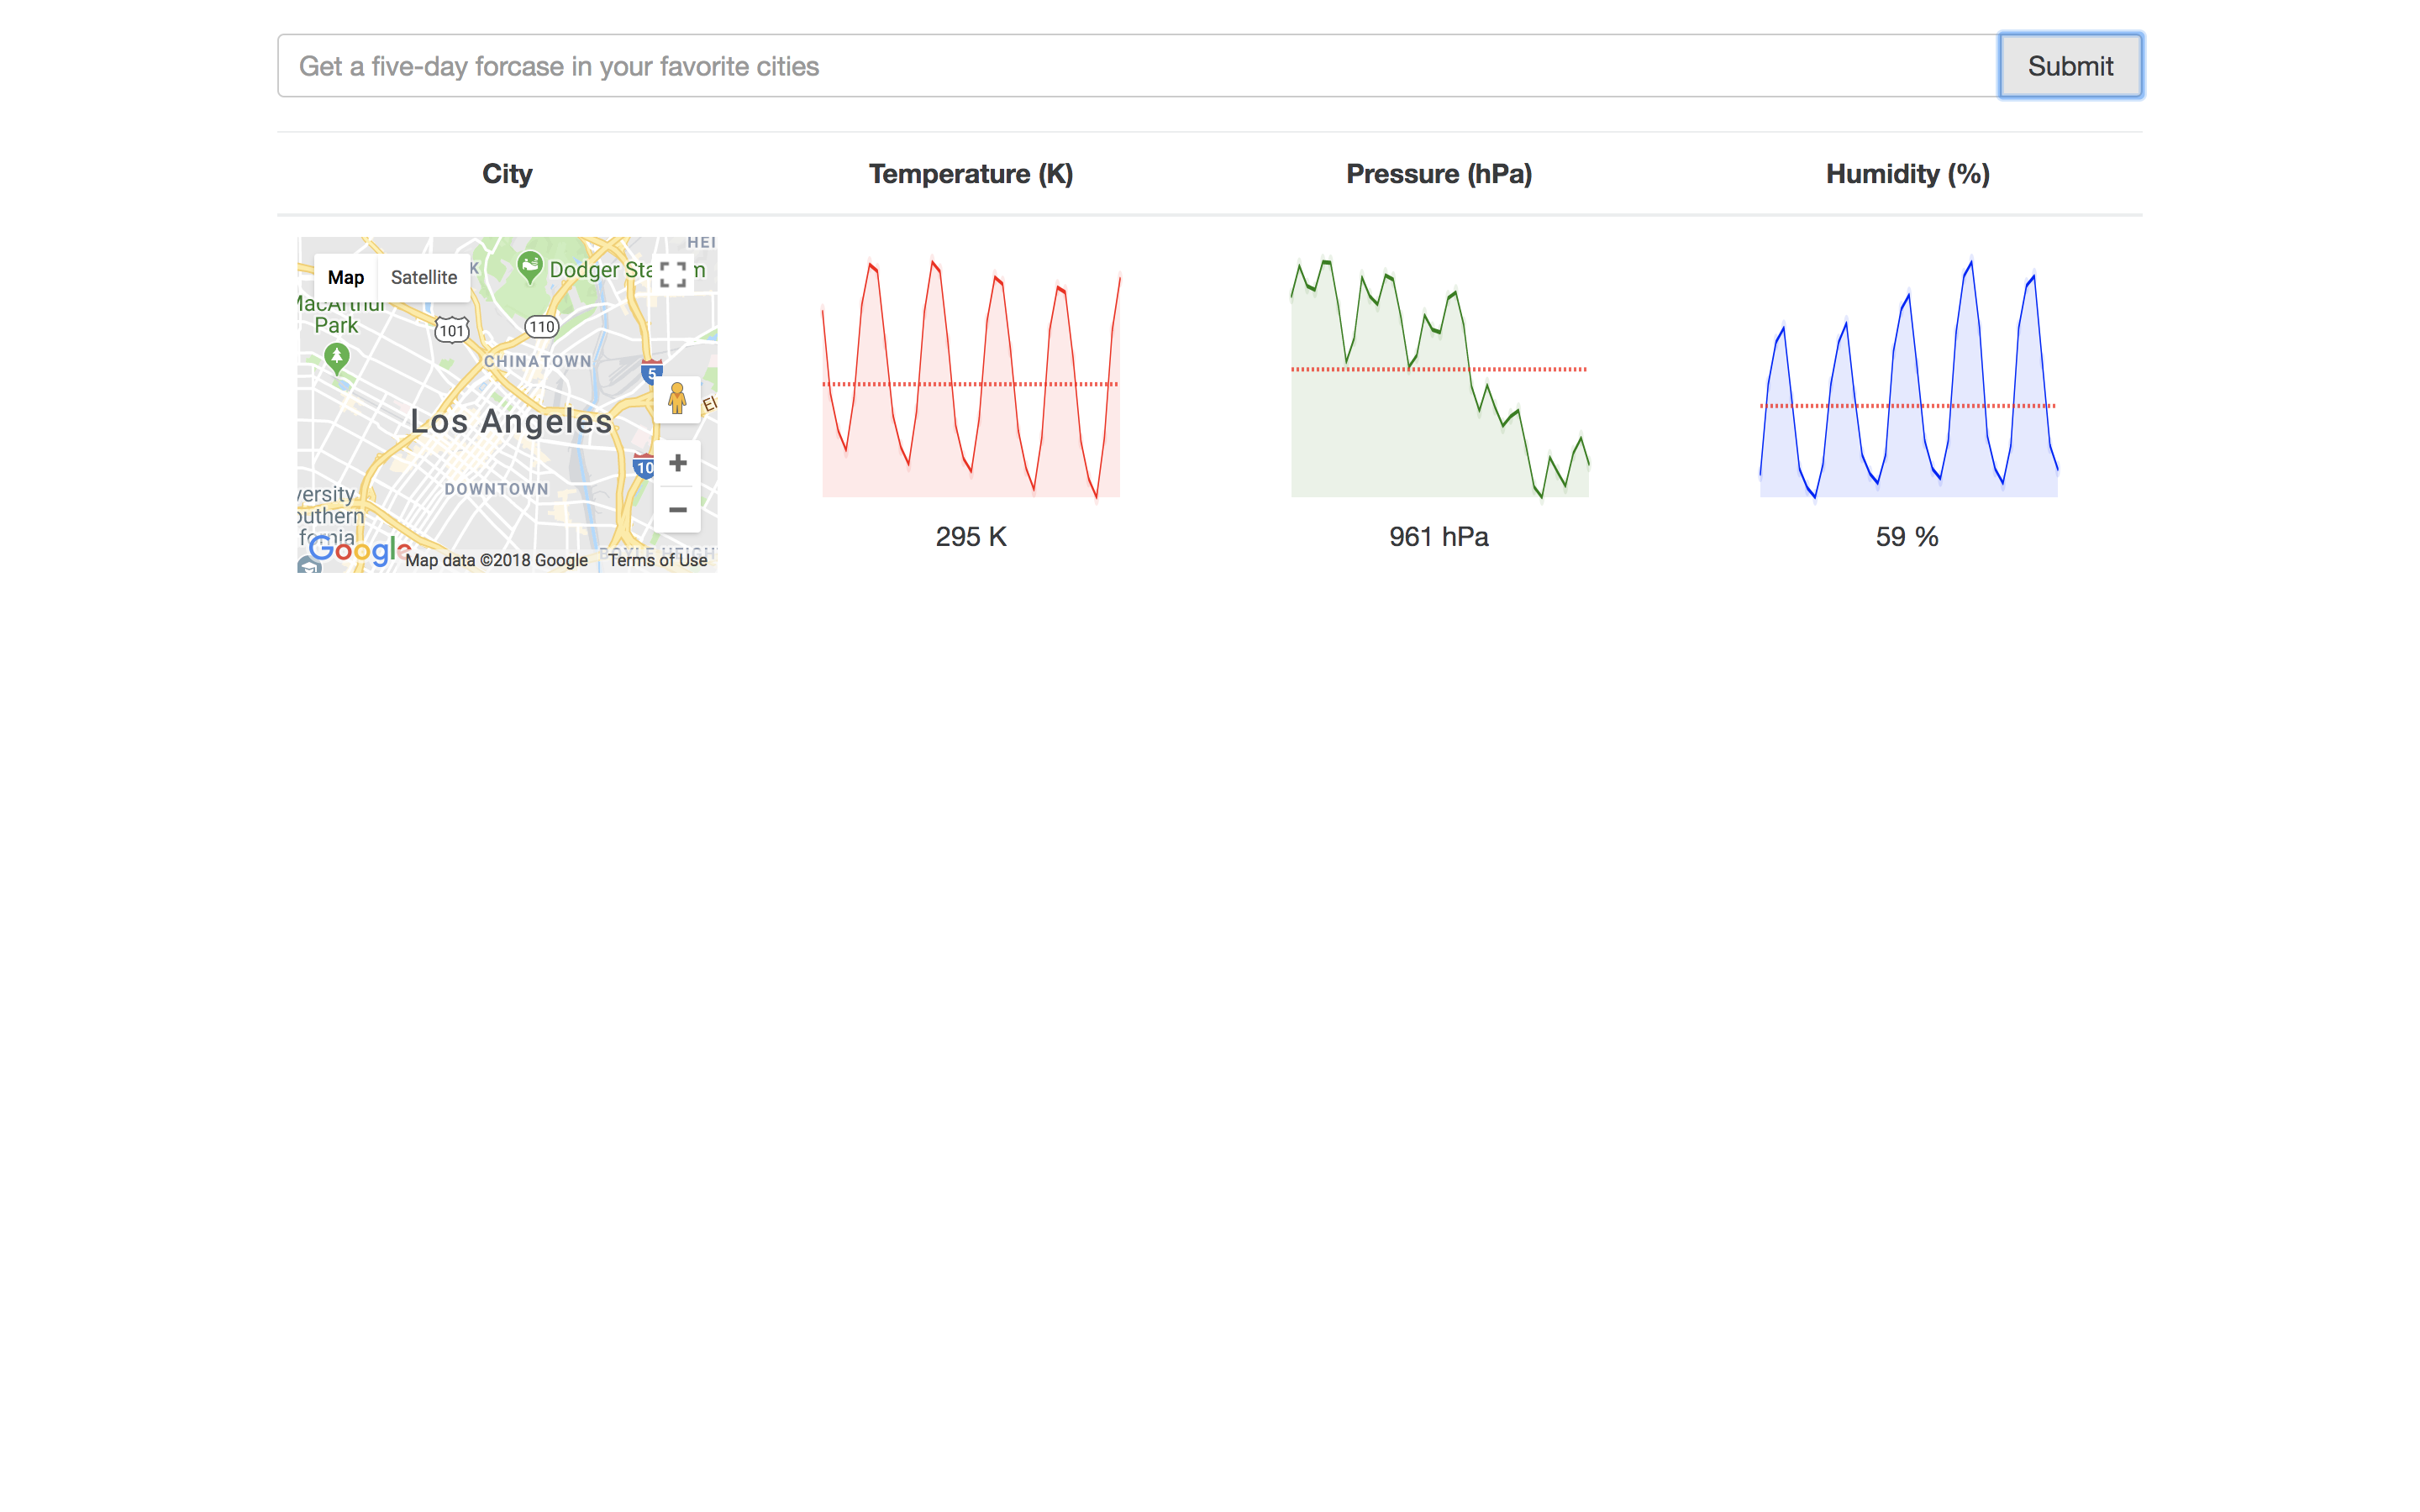 Get a five-day forcase in your favorite cities
Submit
City Temperature (K) Pressure (hPa) Humidity (%)
HEI
Map Satellite
K
Dodger Sta m
MacArthur
Park
101
110
CHINATOWN
5
El
Los Angeles
10
DOWNTOWN
versity
outhern
fornia
Google
BOYLE HEIGH
Map data ©2018 Google Terms of Use
295 K
961 hPa
59 %